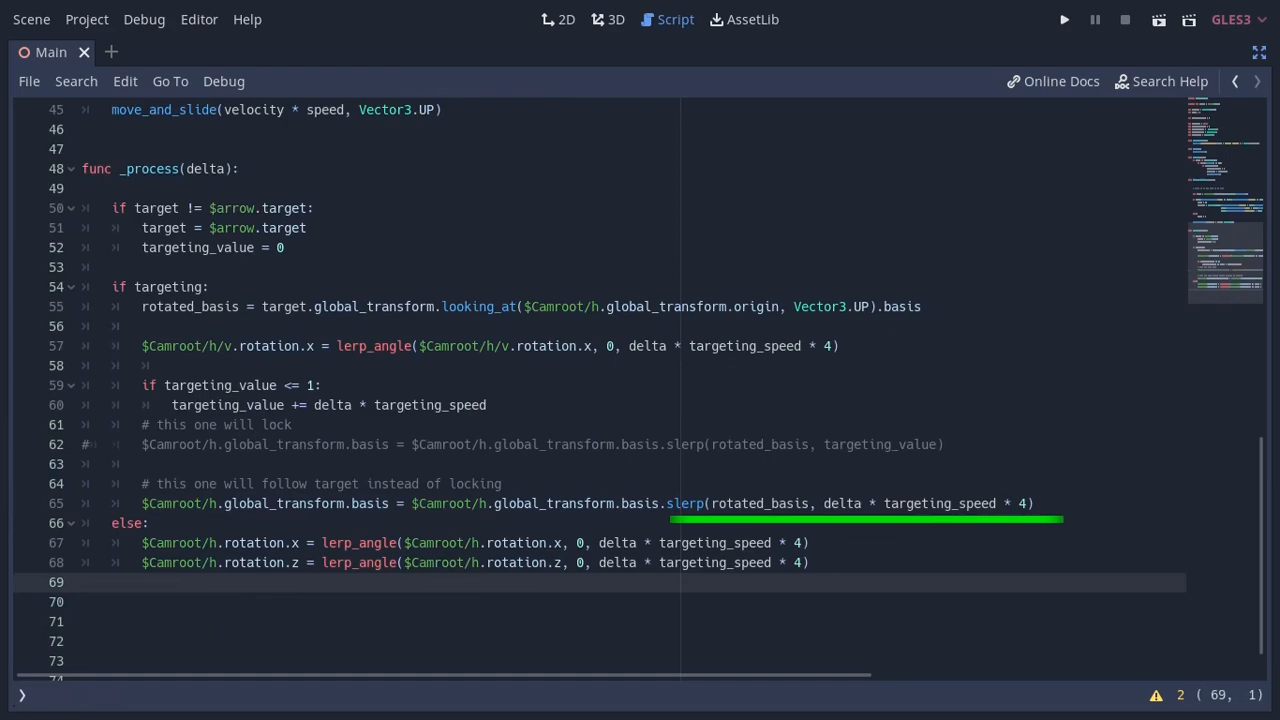 Scene Project Debug Editor Help 2D 3D Script AssetLib GLES3
Main
File Search Edit Go To Debug Online Docs Search Help
45 move_and_slide(velocity * speed, Vector3.UP)
46
47
48 func _process(delta):
49
50 if target != $arrow.target:
51 target = $arrow.target
52 targeting_value = 0
53
54 if targeting:
55 rotated_basis = target.global_transform.looking_at($Camroot/h.global_transform.origin, Vector3.UP).basis
56
57 $Camroot/h/v.rotation.x = lerp_angle($Camroot/h/v.rotation.x, 0, delta * targeting_speed * 4)
58
59 if targeting_value <= 1:
60 targeting_value += delta * targeting_speed
61 # this one will lock
62 # $Camroot/h.global_transform.basis = $Camroot/h.global_transform.basis.slerp(rotated_basis, targeting_value)
63
64 # this one will follow target instead of locking
65 $Camroot/h.global_transform.basis = $Camroot/h.global_transform.basis.slerp(rotated_basis, delta * targeting_speed * 4)
66 else:
67 $Camroot/h.rotation.x = lerp_angle($Camroot/h.rotation.x, 0, delta * targeting_speed * 4)
68 $Camroot/h.rotation.z = lerp_angle($Camroot/h.rotation.z, 0, delta * targeting_speed * 4)
69
70
71
72
73
74
2 ( 69, 1)